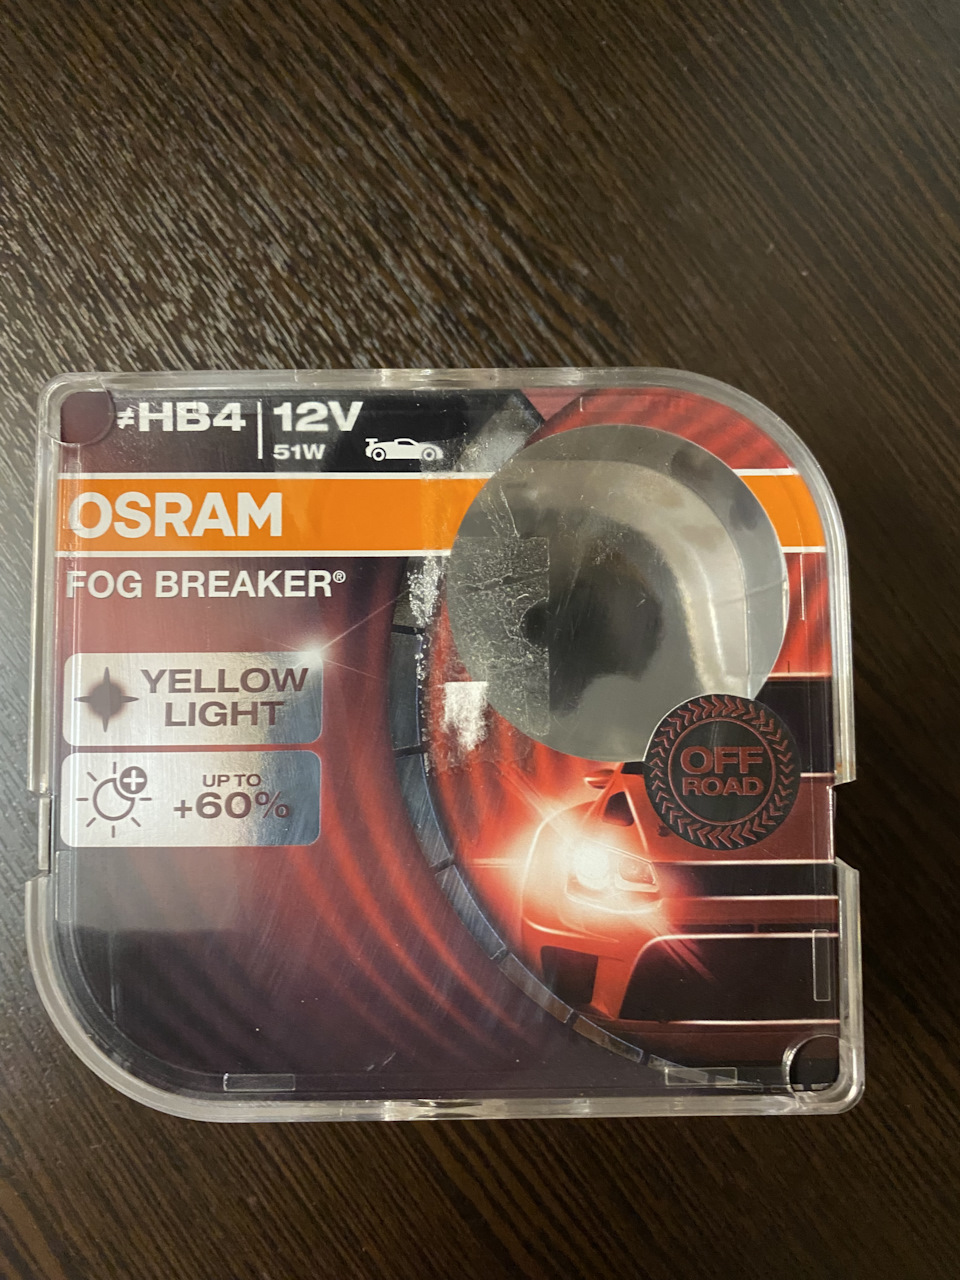 ≠HB4 | 12V
51W
OSRAM
FOG BREAKER®
YELLOW
LIGHT
UP TO
+60%
OFF
ROAD